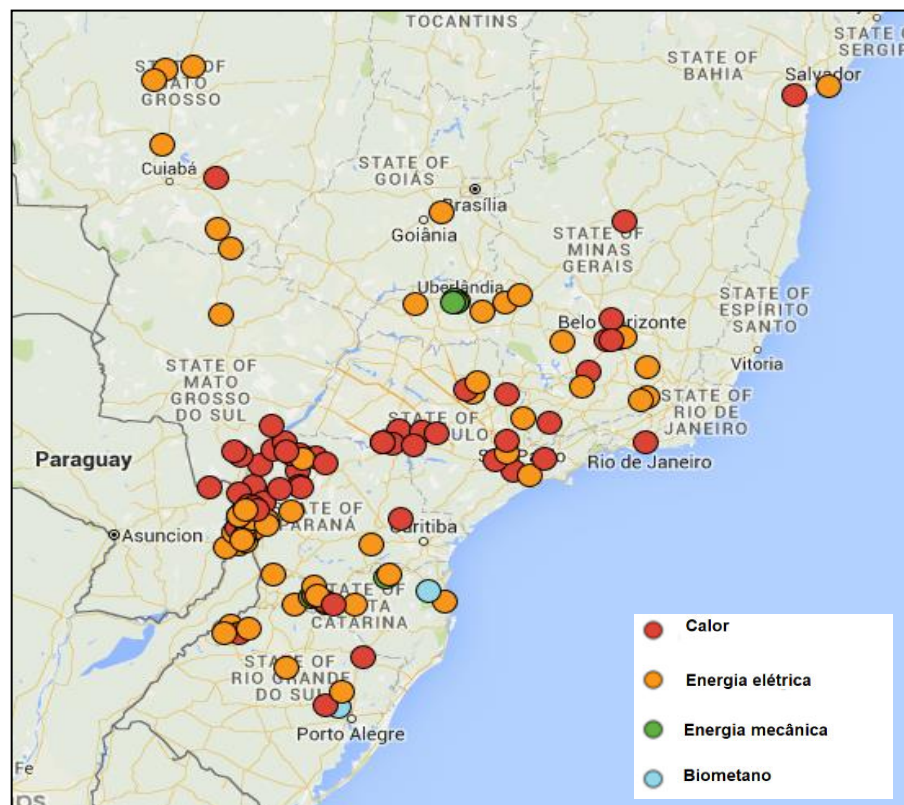 TOCANTINS
STATE OF
SERGIP
STATE OF
MATO
GROSSO
STATE OF
BAHIA
Salvador
Cuiabá
STATE OF
GOIÁS
Brasília
Goiânia
STATE OF
MINAS
GERAIS
Uberlândia
STATE OF
ESPÍRITO
SANTO
Belo Horizonte
Vitoria
STATE OF
MATO
GROSSO
DO SUL
STATE OF
RIO DE
JANEIRO
STATE OF
Paraguay
Rio de Janeiro
STATE OF
PARANÁ
Asuncion
Curitiba
STATE OF
CATARINA
STATE OF
RIO GRANDE
DO SUL
Porto Alegre
Fe
Calor
Energia elétrica
Energia mecânica
Biometano